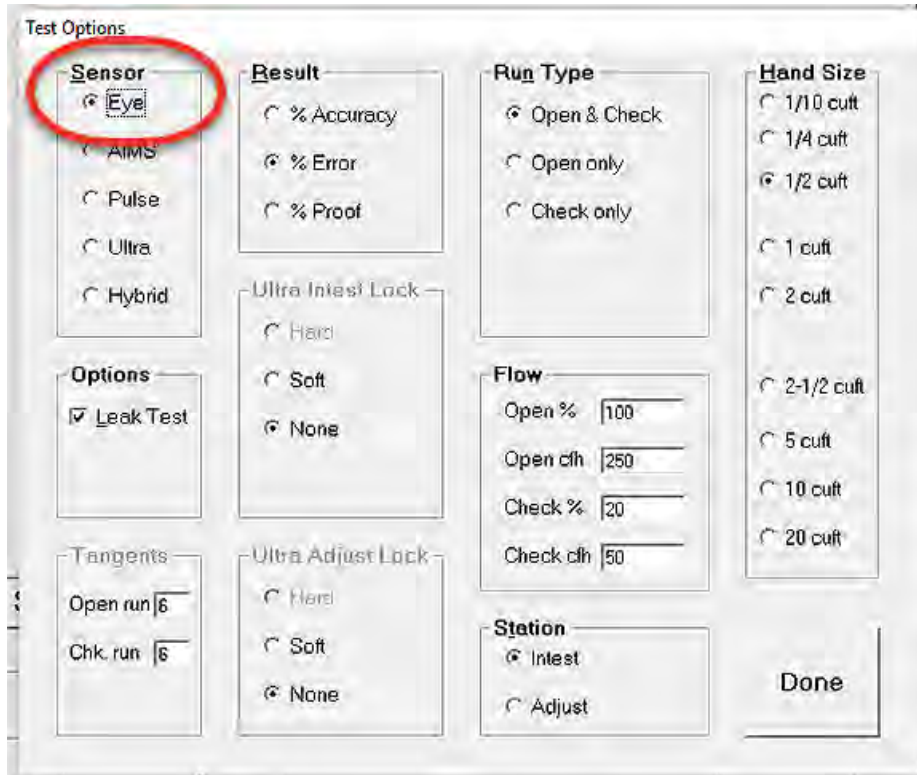 Test Options
Sensor
Eye
AIMS
Pulse
Ultra
Hybrid
Options
Leak Test
Tangents
Open run 6
Chk. run 6
Result
% Accuracy
% Error
% Proof
Ultra Intest Lock
Hard
Soft
None
Ultra Adjust Lock
Hard
Soft
None
Run Type
Open & Check
Open only
Check only
Flow
Open % 100
Open cfh 250
Check % 20
Check cfh 50
Station
Intest
Adjust
Hand Size
1/10 cuft
1/4 cuft
1/2 cuft
1 cuft
2 cuft
2-1/2 cuft
5 cuft
10 cuft
20 cuft
Done